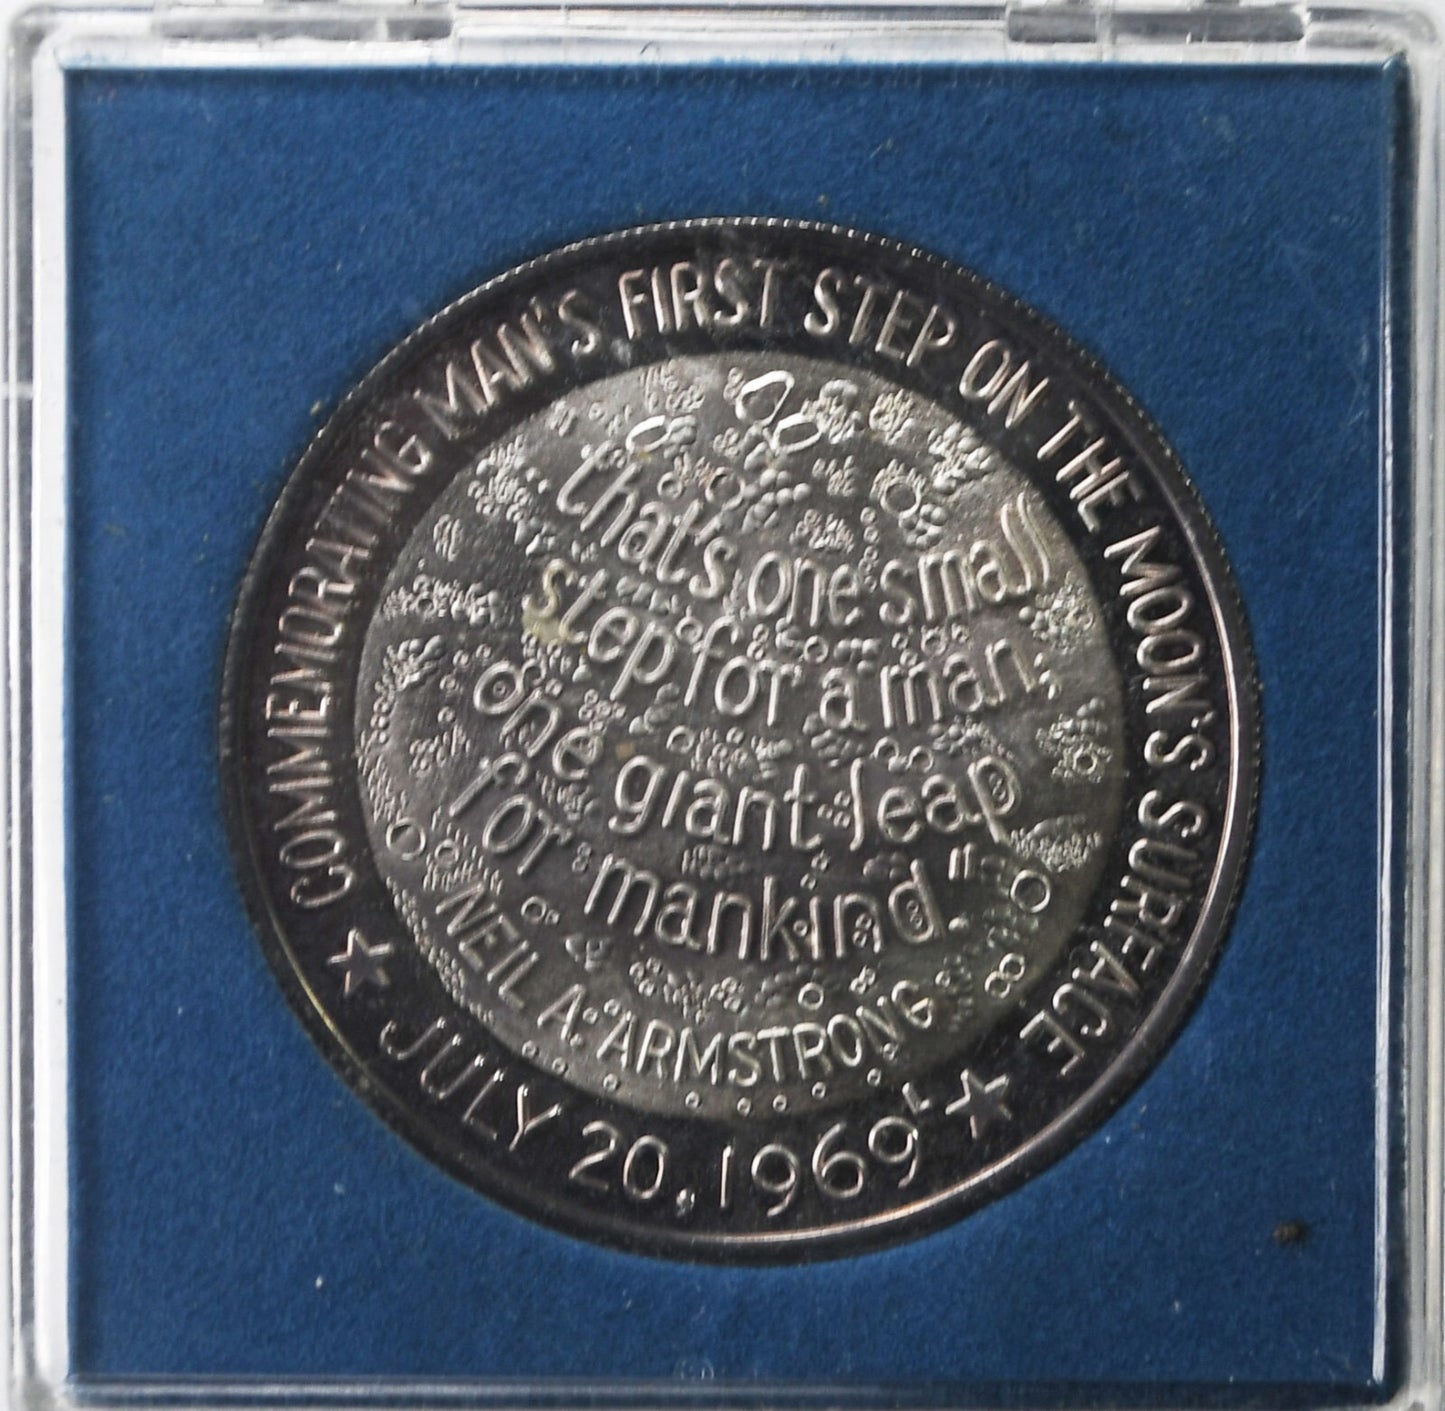 COMMEMORATING MAN'S FIRST STEP ON THE MOON'S SURFACE
that's one small
step for a man,
one giant leap
for mankind."
NEIL A. ARMSTRONG
★ JULY 20, 1969 ★
L